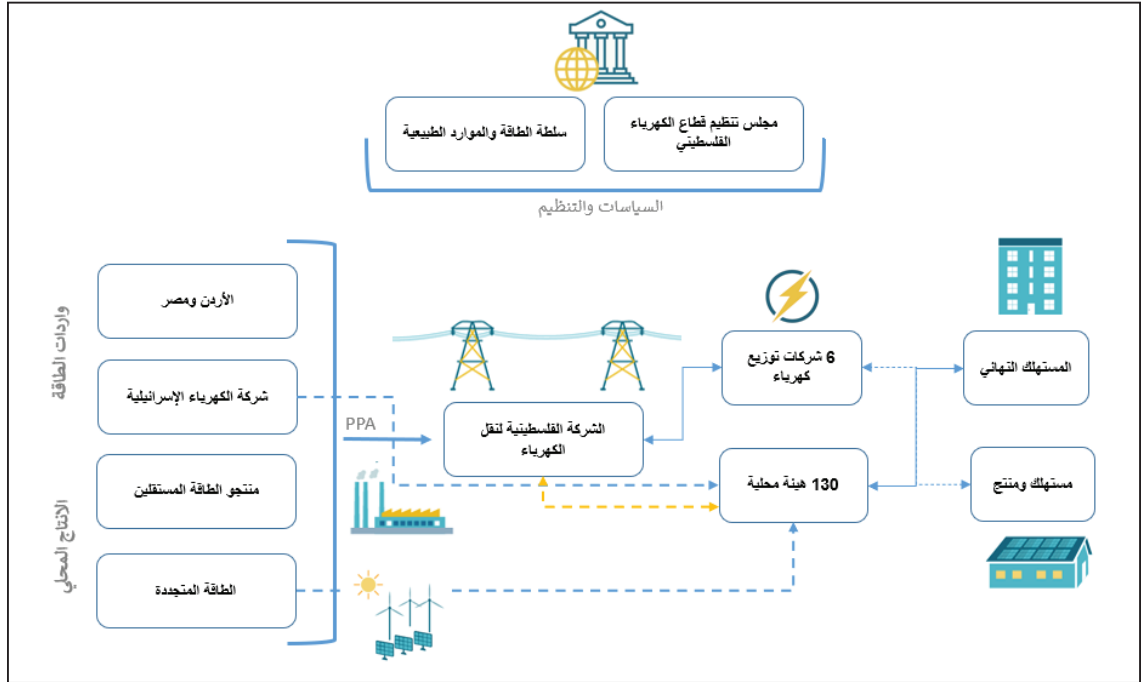 مجلس تنظيم قطاع الكهرباء
الفلسطيني
سلطة الطاقة والموارد الطبيعية
السياسات والتنظيم
واردات الطاقة
الأردن ومصر
شركة الكهرباء الإسرائيلية
الانتاج المحلي
منتجو الطاقة المستقلين
الطاقة المتجددة
PPA
الشركة الفلسطينية لنقل
الكهرباء
6 شركات توزيع
كهرباء
130 هيئة محلية
المستهلك النهائي
مستهلك ومنتج